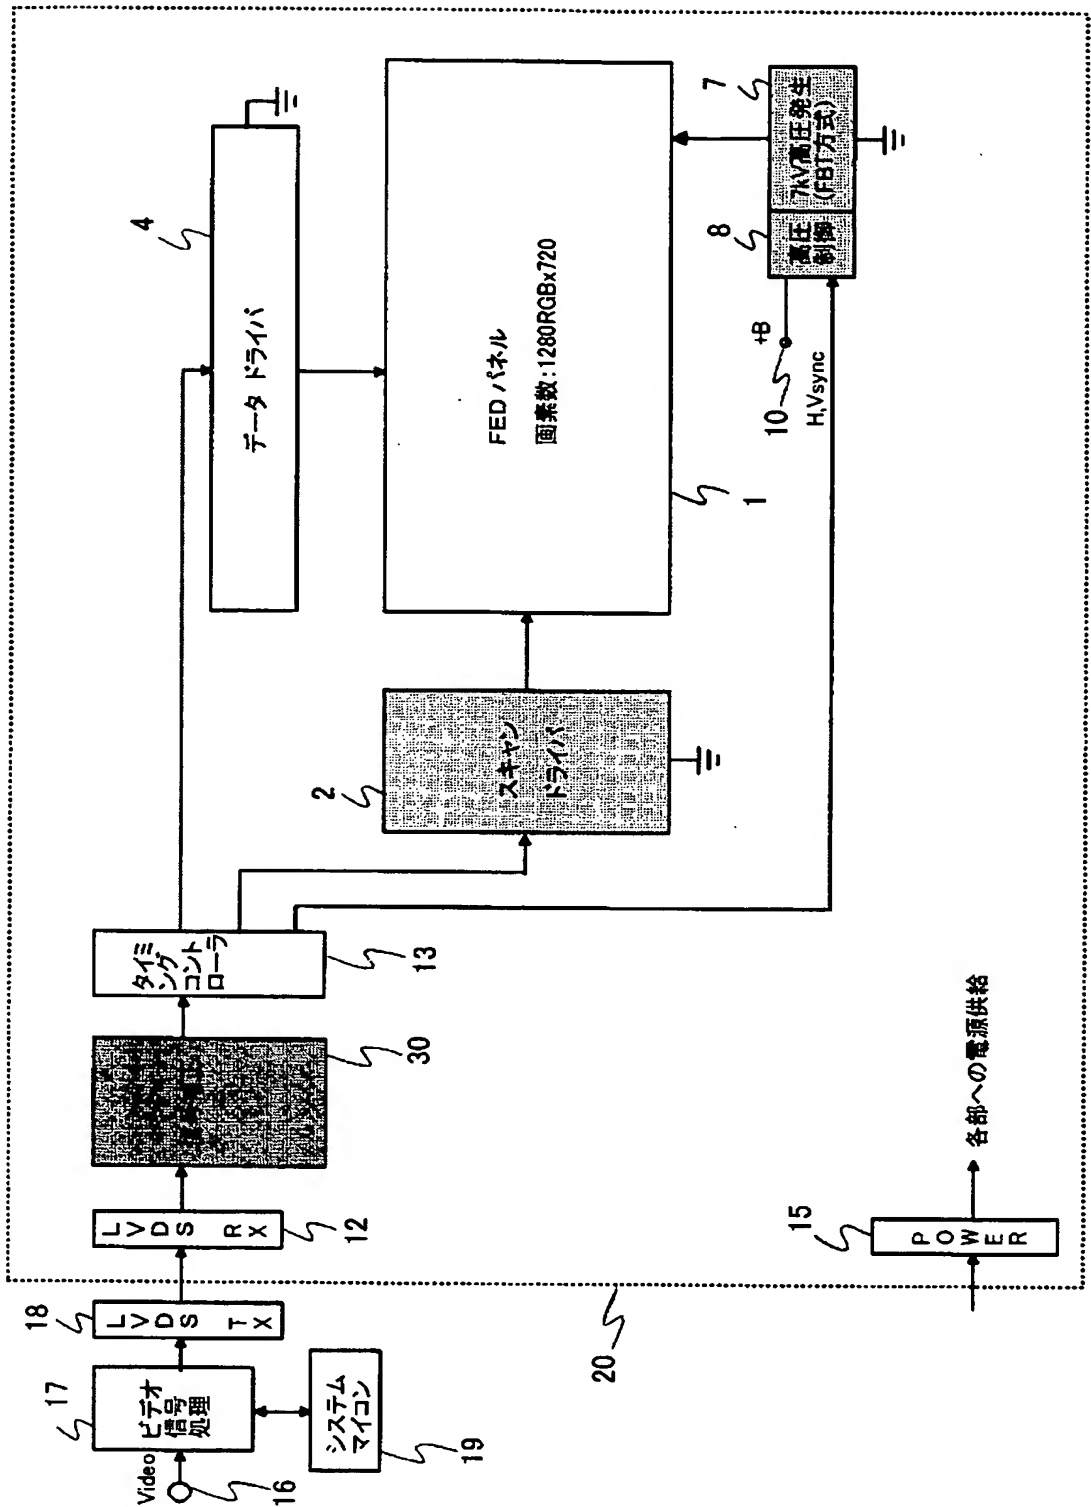 Video
16
17
ビデオ
信号
処理
システム
マイコン
19
18
LVDS TX
20
LVDS RX
12
30
タイミ
ング
コント
ローラ
13
2
スキャン
ドライバ
4
データ ドライバ
FED パネル
画素数:1280RGBx720
1
7
7kV高圧発生
(FBT方式)
8
高圧
制御
+B
10
H,Vsync
15
POWER
各部への電源供給